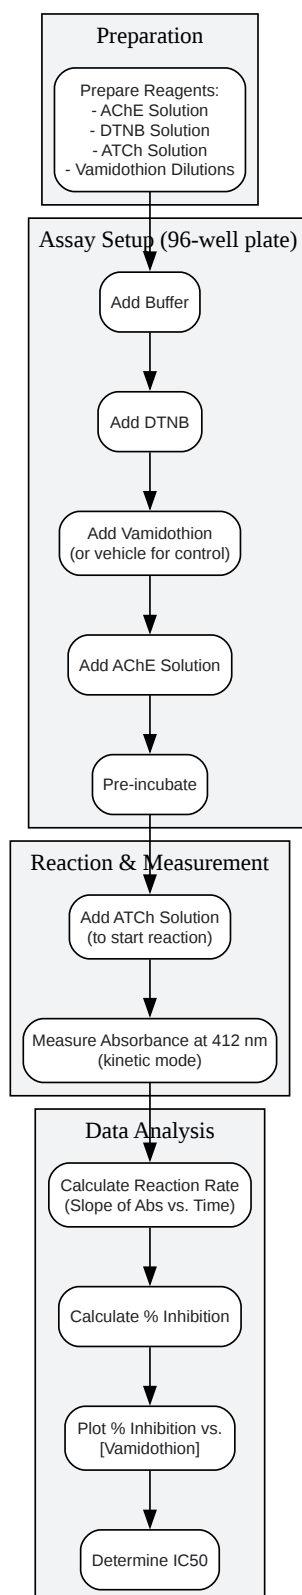 Preparation
Prepare Reagents:
- AChE Solution
- DTNB Solution
- ATCh Solution
- Vamidothion Dilutions
Assay Setup (96-well plate)
Add Buffer
Add DTNB
Add Vamidothion
(or vehicle for control)
Add AChE Solution
Pre-incubate
Reaction & Measurement
Add ATCh Solution
(to start reaction)
Measure Absorbance at 412 nm
(kinetic mode)
Data Analysis
Calculate Reaction Rate
(Slope of Abs vs. Time)
Calculate % Inhibition
Plot % Inhibition vs.
[Vamidothion]
Determine IC50